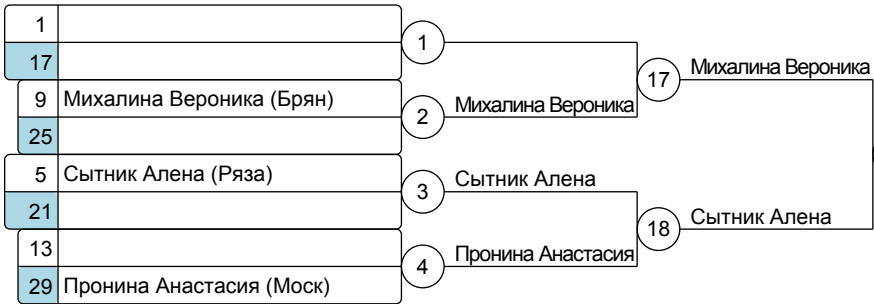 1
17
1
9 Михалина Вероника (Брян)
25
2
Михалина Вероника
17
Михалина Вероника
5 Сытник Алена (Ряза)
21
3
Сытник Алена
13
29 Пронина Анастасия (Моск)
4
Пронина Анастасия
18
Сытник Алена